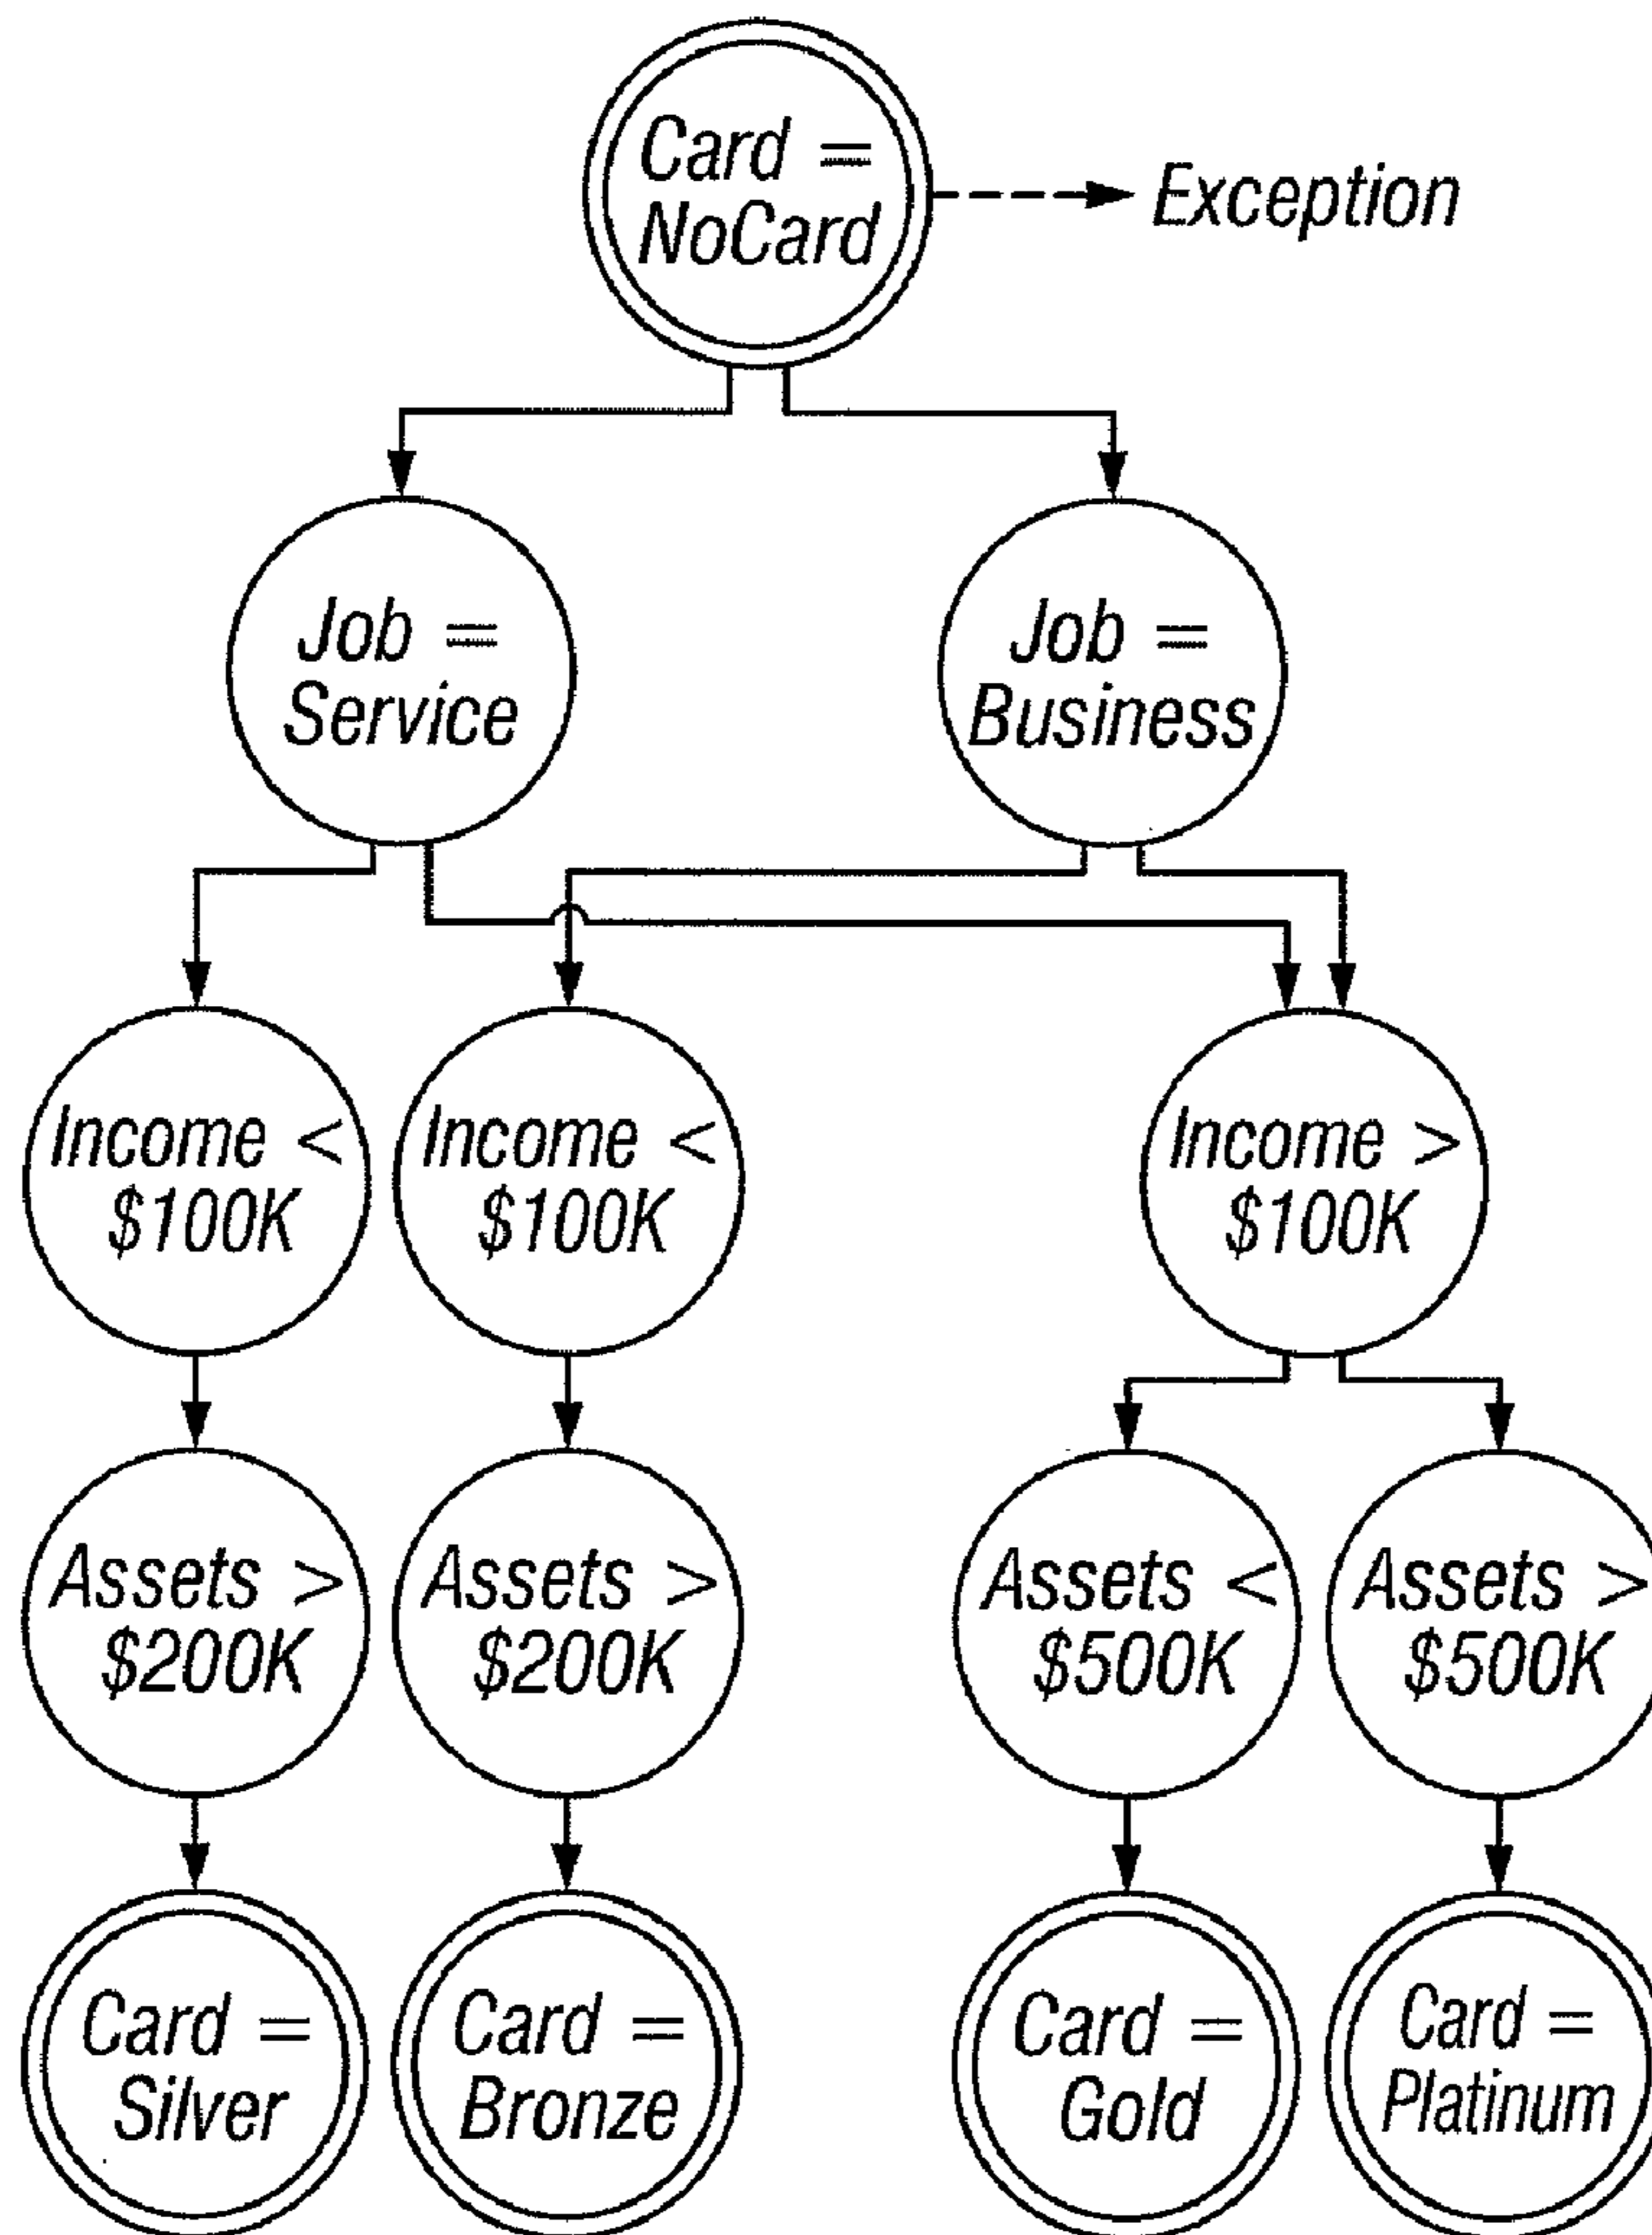 Card =
NoCard
Exception
Job =
Service
Job =
Business
Income <
$100K
Income <
$100K
Income >
$100K
Assets >
$200K
Assets >
$200K
Assets <
$500K
Assets >
$500K
Card =
Silver
Card =
Bronze
Card =
Gold
Card =
Platinum